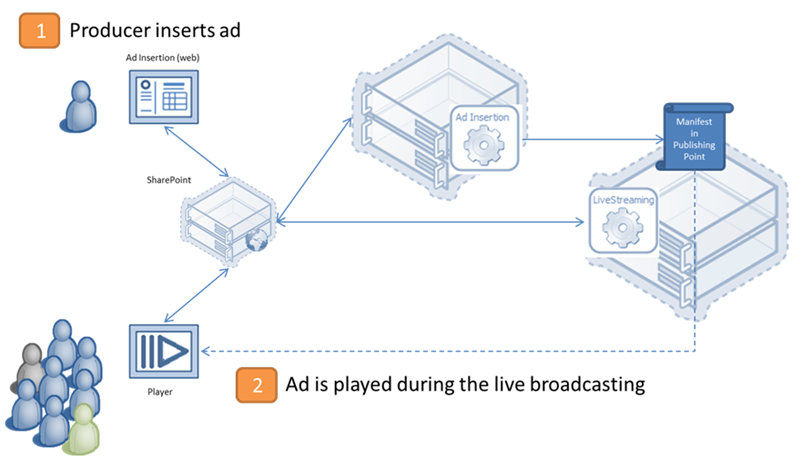 1 Producer inserts ad
Ad Insertion (web)
Ad Insertion
Manifest
in
Publishing
Point
SharePoint
LiveStreaming
Player
2 Ad is played during the live broadcasting